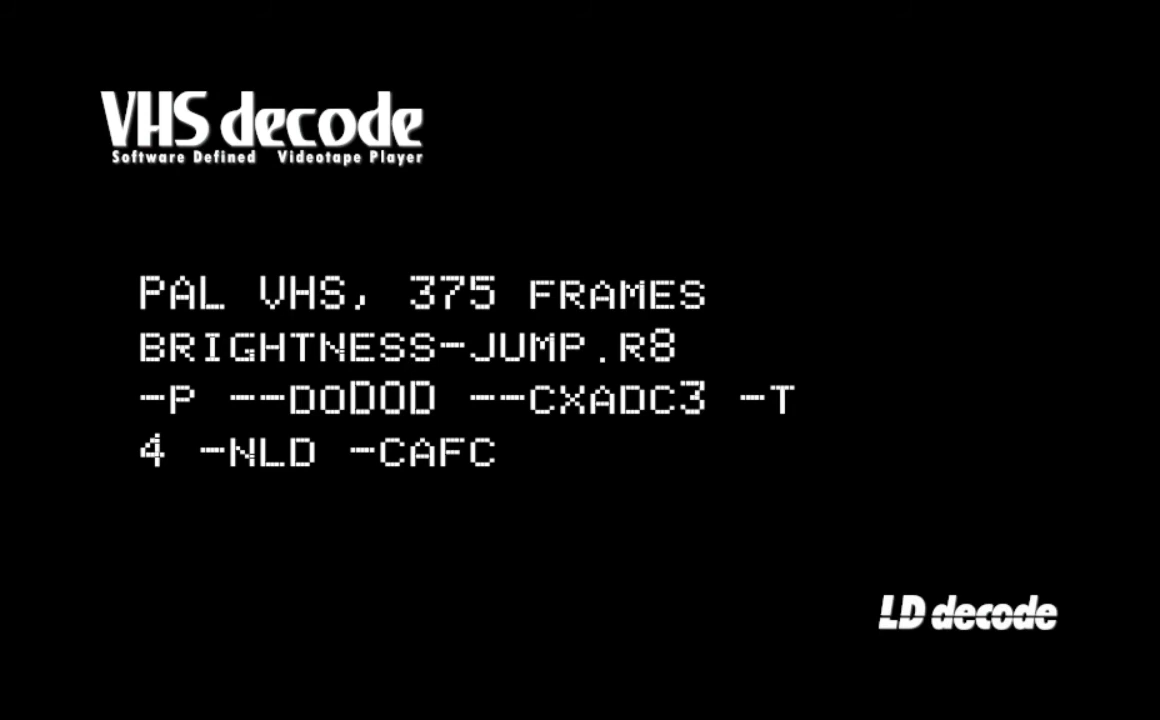 VHS decode
Software Defined Videotape Player
PAL VHS, 375 FRAMES
BRIGHTNESS-JUMP.R8
-P --DODOD --CXADC3 -T
4 -NLD -CAFC
LD decode